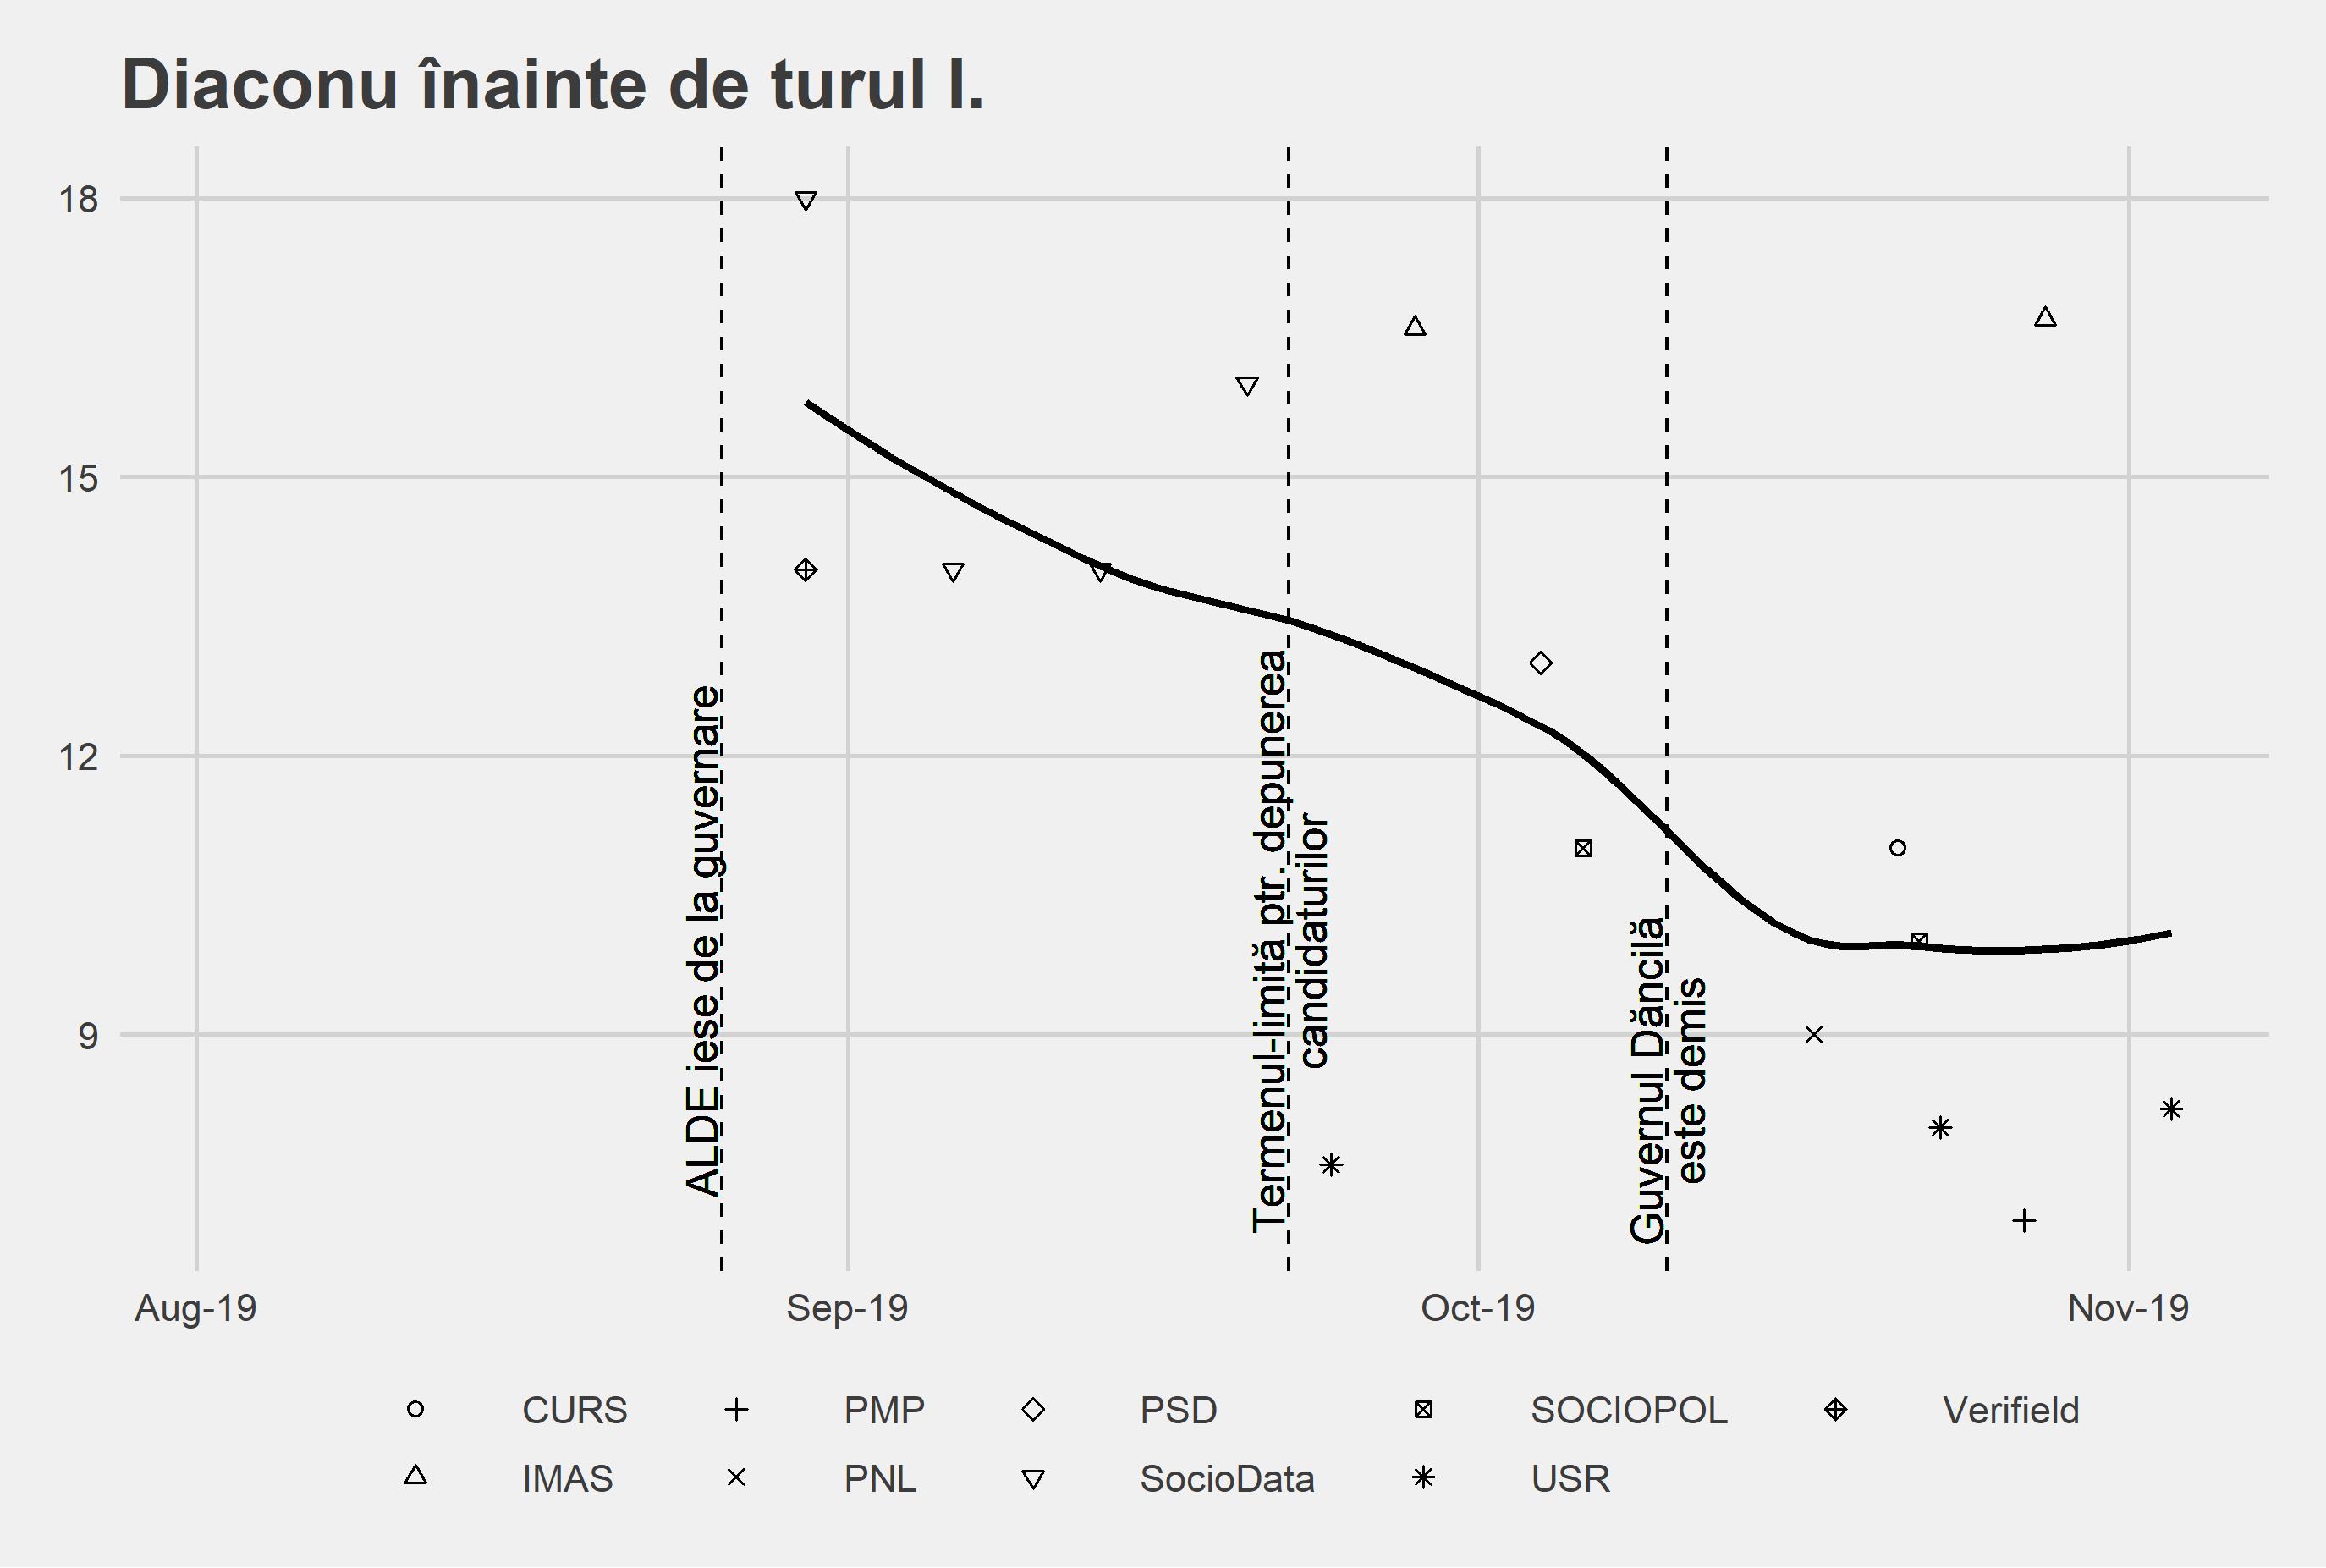 Diaconu înainte de turul I.
18
15
12
9
ALDE iese de la guvernare
Termenul-limită ptr. depunerea
candidaturilor
Guvernul Dăncilă
este demis
Aug-19
Sep-19
Oct-19
Nov-19
CURS
PMP
PSD
SOCIOPOL
Verifield
IMAS
PNL
SocioData
USR